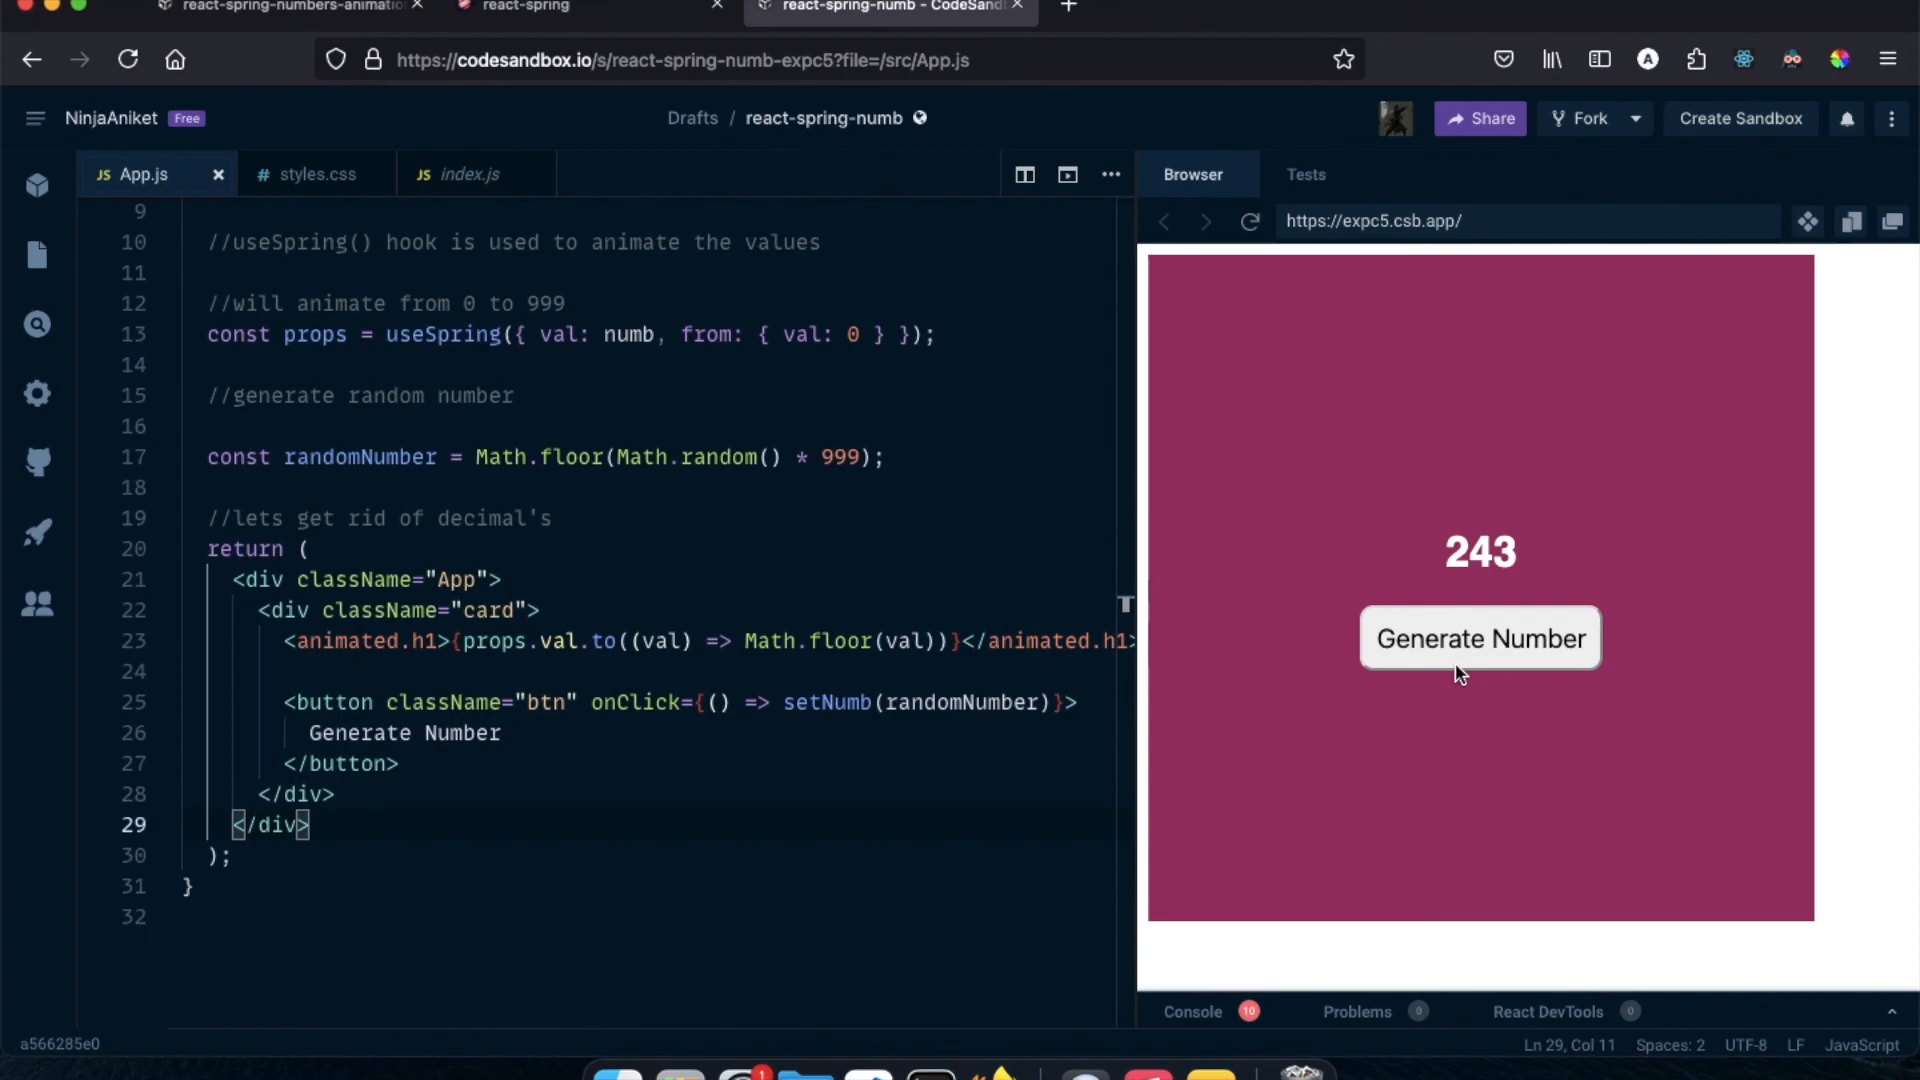 react-spring-numbers-animatio
react-spring
react-spring-numb - CodeSand
https://codesandbox.io/s/react-spring-numb-expc5?file=/src/App.js
A
NinjaAniket Free
Drafts / react-spring-numb
Share
Fork
Create Sandbox
JS App.js
# styles.css
JS index.js
Browser
Tests
https://expc5.csb.app/
9
10 //useSpring() hook is used to animate the values
11
12 //will animate from 0 to 999
13 const props = useSpring({ val: numb, from: { val: 0 } });
14
15 //generate random number
16
17 const randomNumber = Math.floor(Math.random() * 999);
18
19 //lets get rid of decimal's
20 return (
21 <div className="App">
22 <div className="card">
23 <animated.h1>{props.val.to((val) => Math.floor(val))}</animated.h1>
24
25 <button className="btn" onClick={() => setNumb(randomNumber)}>
26 Generate Number
27 </button>
28 </div>
29 </div>
30 );
31 }
32
243
Generate Number
Console 10
Problems 0
React DevTools 0
a566285e0
Ln 29, Col 11 Spaces: 2 UTF-8 LF JavaScript
1